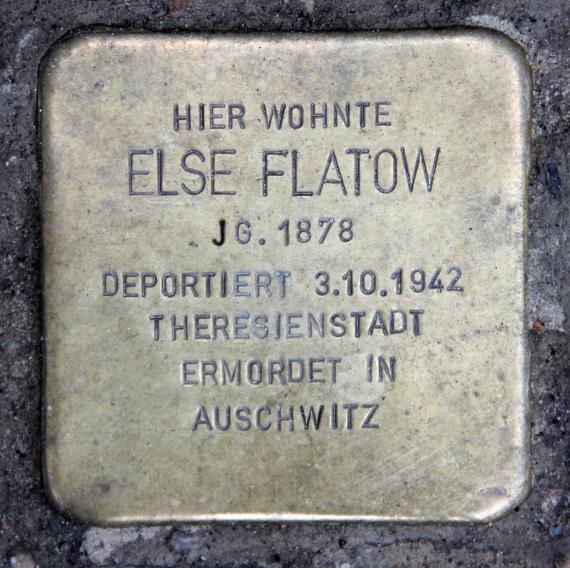 HIER WOHNTE
ELSE FLATOW
JG. 1878
DEPORTIERT 3.10.1942
THERESIENSTADT
ERMORDET IN
AUSCHWITZ